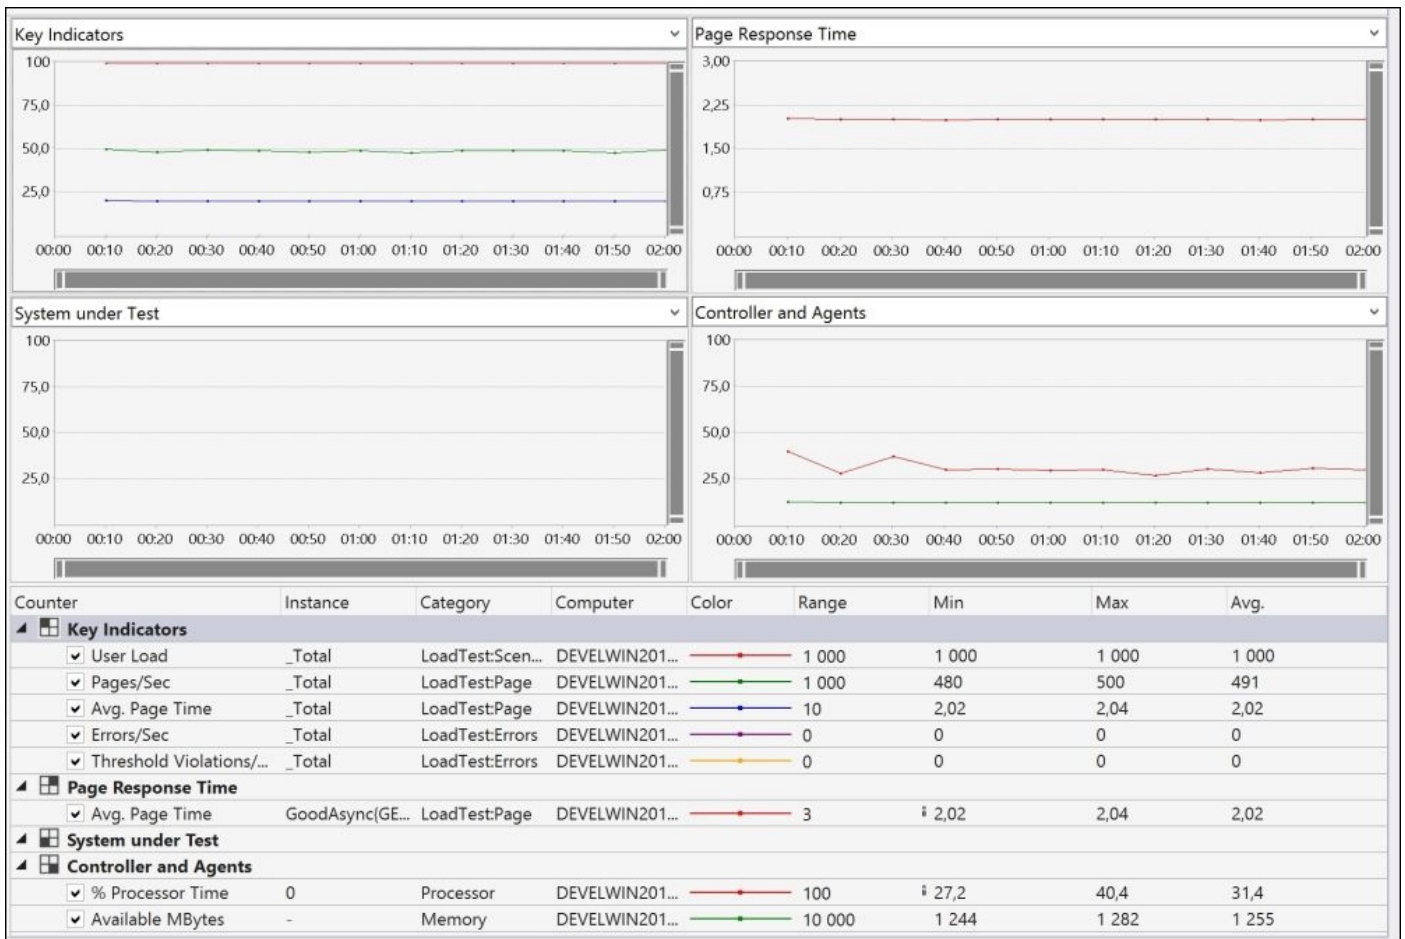 Key Indicators
100
75,0
50,0
25,0
00:00 00:10 00:20 00:30 00:40 00:50 01:00 01:10 01:20 01:30 01:40 01:50 02:00
Page Response Time
3,00
2,25
1,50
0,75
00:00 00:10 00:20 00:30 00:40 00:50 01:00 01:10 01:20 01:30 01:40 01:50 02:00
System under Test
100
75,0
50,0
25,0
00:00 00:10 00:20 00:30 00:40 00:50 01:00 01:10 01:20 01:30 01:40 01:50 02:00
Controller and Agents
100
75,0
50,0
25,0
00:00 00:10 00:20 00:30 00:40 00:50 01:00 01:10 01:20 01:30 01:40 01:50 02:00
Counter Instance Category Computer Color Range Min Max Avg.
Key Indicators
User Load _Total LoadTest:Scen... DEVELWIN201... 1 000 1 000 1 000 1 000
Pages/Sec _Total LoadTest:Page DEVELWIN201... 1 000 480 500 491
Avg. Page Time _Total LoadTest:Page DEVELWIN201... 10 2,02 2,04 2,02
Errors/Sec _Total LoadTest:Errors DEVELWIN201... 0 0 0 0
Threshold Violations/... _Total LoadTest:Errors DEVELWIN201... 0 0 0 0
Page Response Time
Avg. Page Time GoodAsync(GE... LoadTest:Page DEVELWIN201... 3 2,02 2,04 2,02
System under Test
Controller and Agents
% Processor Time 0 Processor DEVELWIN201... 100 27,2 40,4 31,4
Available MBytes - Memory DEVELWIN201... 10 000 1 244 1 282 1 255